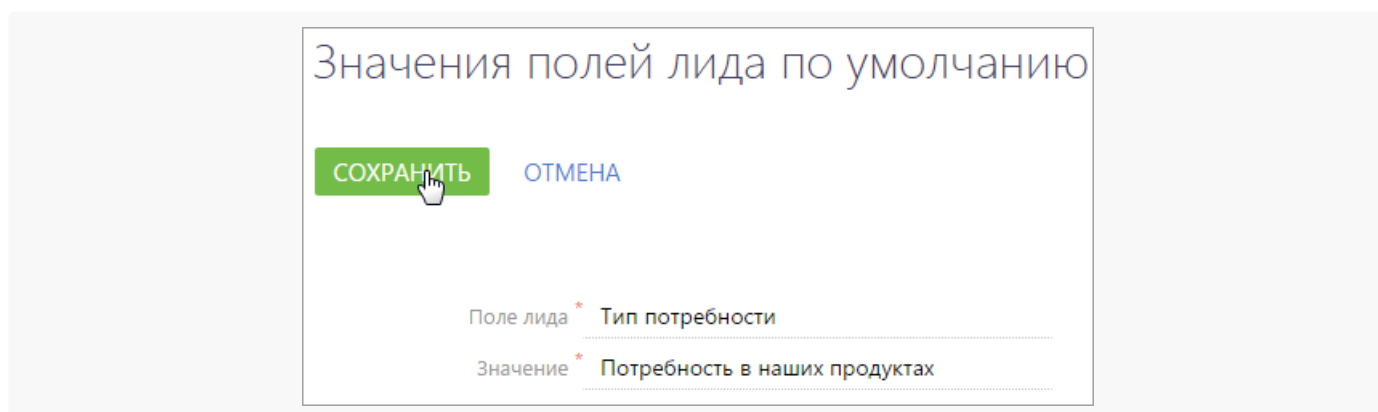 Значения полей лида по умолчанию
СОХРАНИТЬ ОТМЕНА
Поле лида * Тип потребности
Значение * Потребность в наших продуктах